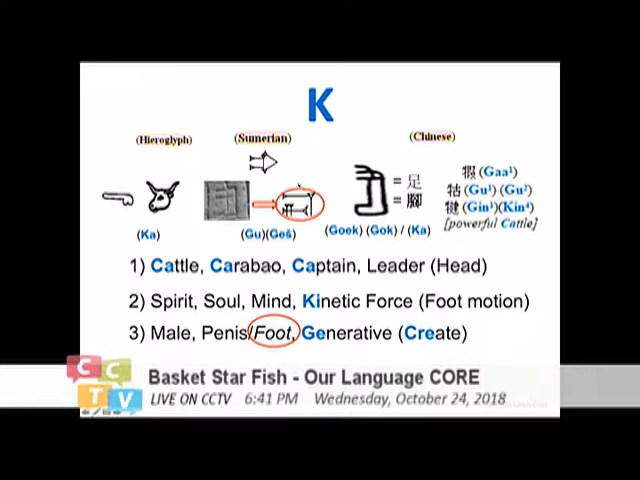 K
(Hieroglyph)
(Sumerian)
(Chinese)
= 足
= 腳
(Gaa¹)
牯 (Gu¹) (Gu²)
犍 (Gin¹)(Kin⁴)
[powerful Cattle]
(Ka)
(Gu)(Geš)
(Goek) (Gok) / (Ka)
1) Cattle, Carabao, Captain, Leader (Head)
2) Spirit, Soul, Mind, Kinetic Force (Foot motion)
3) Male, Penis/Foot, Generative (Create)
CCTV
Basket Star Fish - Our Language CORE
LIVE ON CCTV 6:41 PM Wednesday, October 24, 2018